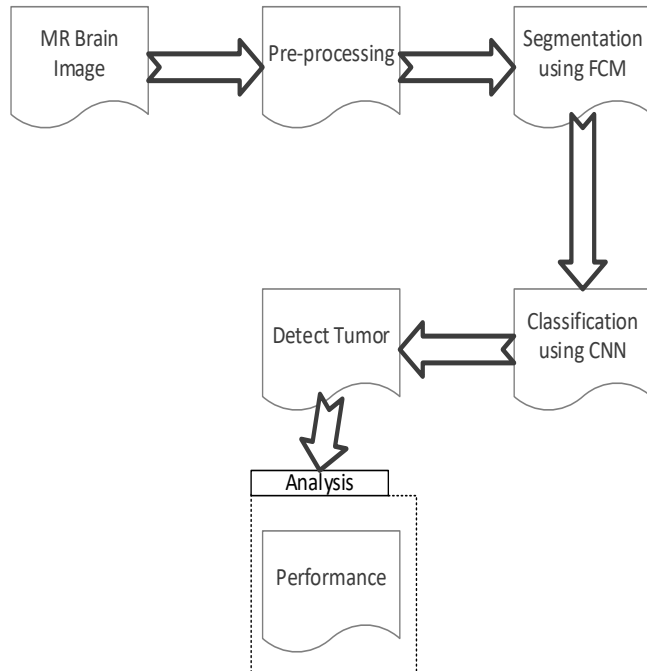 MR Brain
Image
Pre-processing
Segmentation
using FCM
Classification
using CNN
Detect Tumor
Analysis
Performance